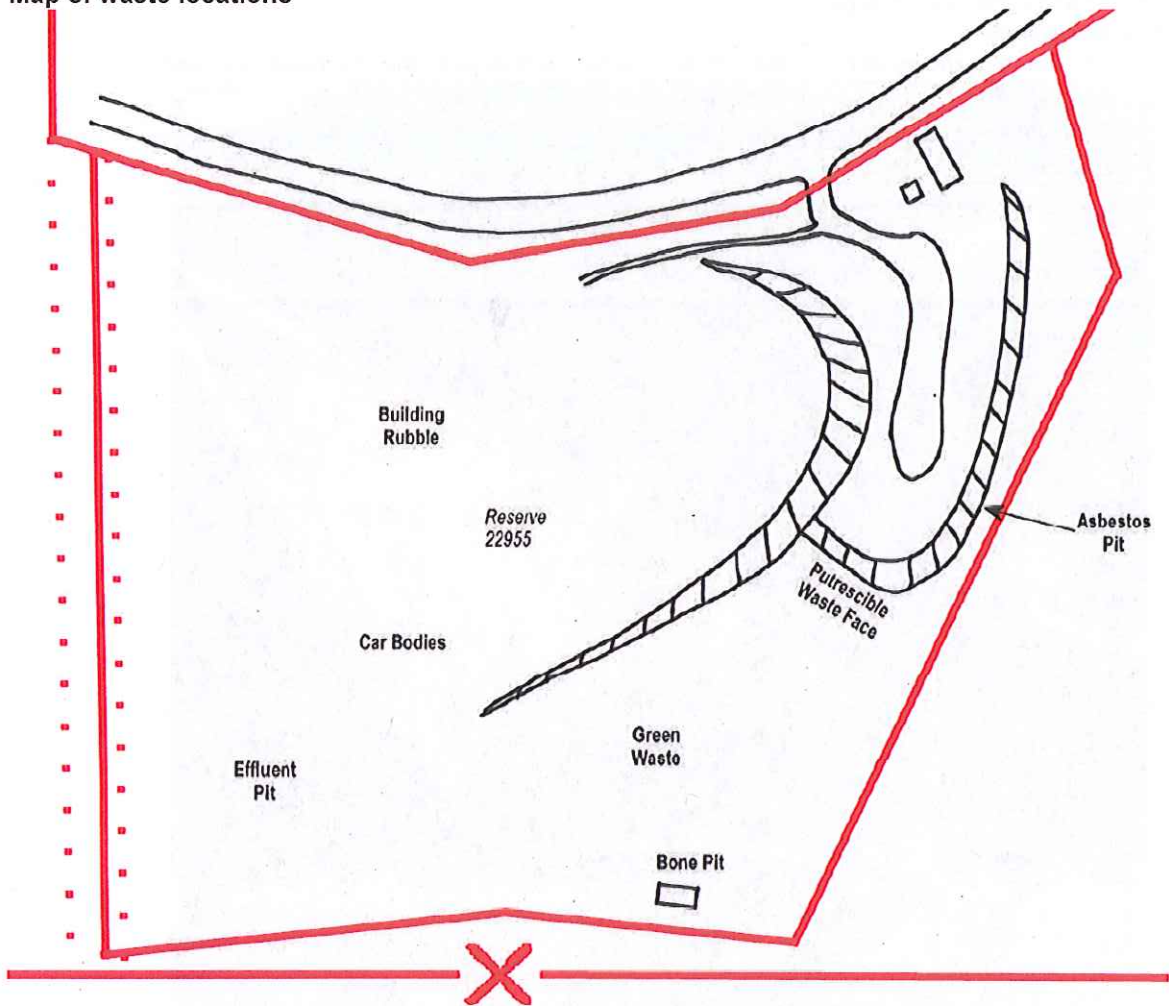 Map of waste locations
Building
Rubble
Reserve
22955
Asbestos
Pit
Putrescible
Waste Face
Car Bodies
Green
Waste
Effluent
Pit
Bone Pit